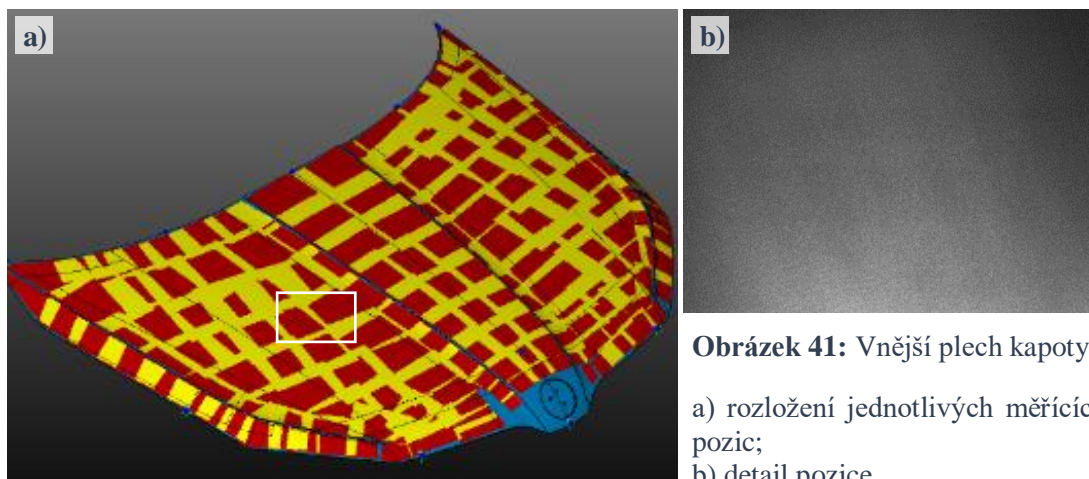 a)
b)
Obrázek 41: Vnější plech kapoty
a) rozložení jednotlivých měřícíc
pozic;
b) detail pozice